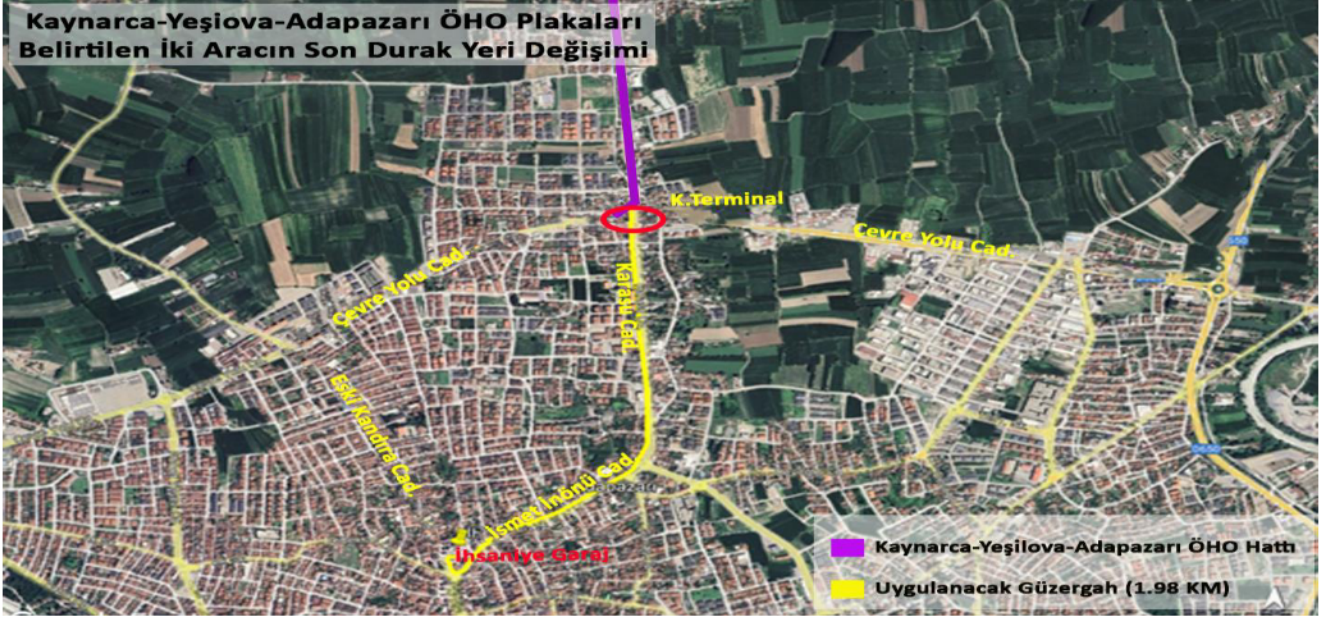 Kaynarca-Yeşiova-Adapazarı ÖHO Plakaları
Belirtilen İki Aracın Son Durak Yeri Değişimi
K.Terminal
Çevre Yolu Cad.
Çevre Yolu Cad.
Karasu Cad.
Eski Kandıra Cad.
İsmet İnönü Cad.
İhsaniye Garaj
Kaynarca-Yeşilova-Adapazarı ÖHO Hattı
Uygulanacak Güzergah (1.98 KM)